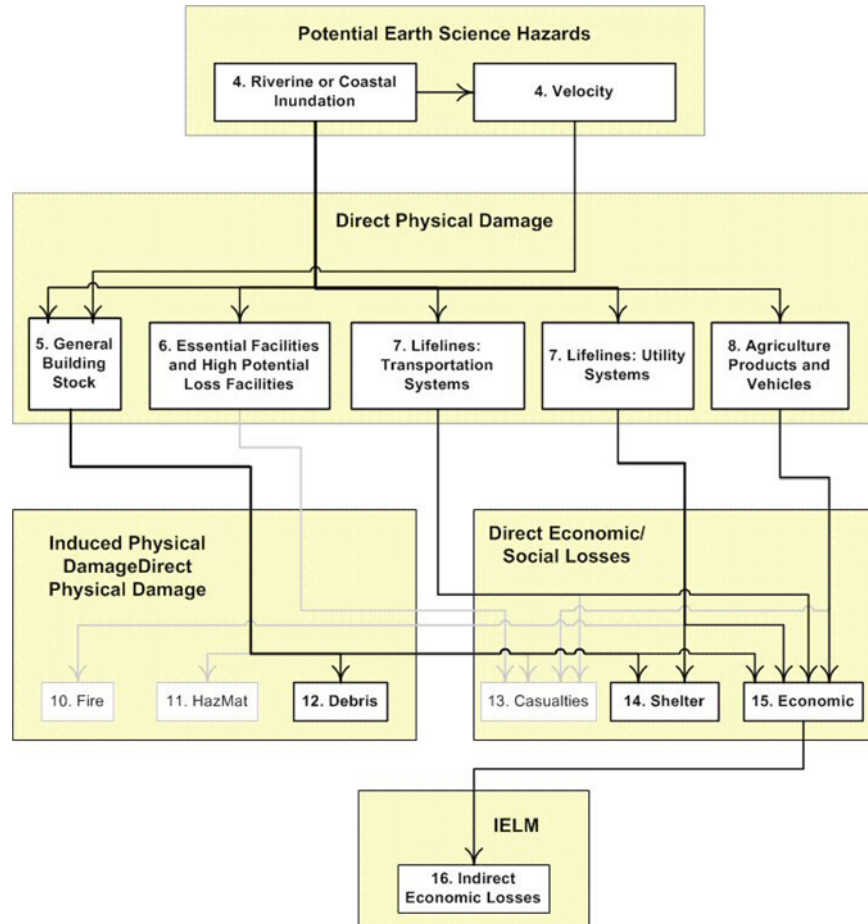 Potential Earth Science Hazards
4. Riverine or Coastal
Inundation
4. Velocity
Direct Physical Damage
5. General
Building
Stock
6. Essential Facilities
and High Potential
Loss Facilities
7. Lifelines:
Transportation
Systems
7. Lifelines: Utility
Systems
8. Agriculture
Products and
Vehicles
Induced Physical
DamageDirect
Physical Damage
Direct Economic/
Social Losses
10. Fire
11. HazMat
12. Debris
13. Casualties
14. Shelter
15. Economic
IELM
16. Indirect
Economic Losses